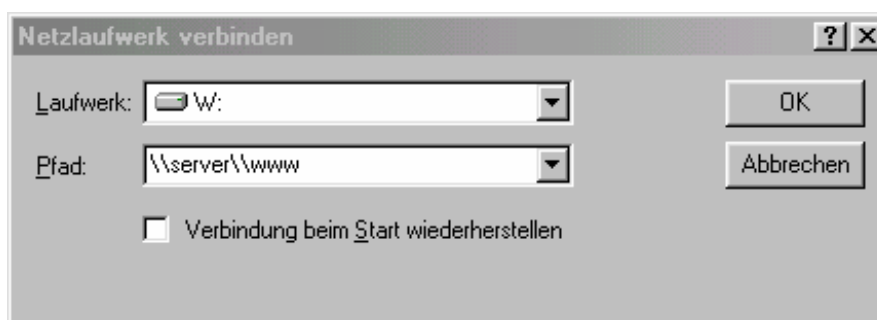 Netzlaufwerk verbinden
Laufwerk: W: OK
Pfad: \\server\\www Abbrechen
Verbindung beim Start wiederherstellen